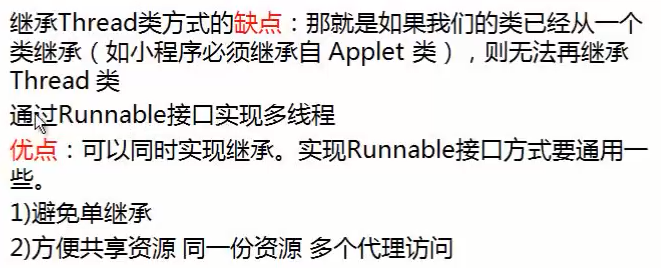 继承Thread类方式的缺点：那就是如果我们的类已经从一个
类继承（如小程序必须继承自 Applet 类），则无法再继承
Thread 类
通过Runnable接口实现多线程
优点：可以同时实现继承。实现Runnable接口方式要通用一
些。
1)避免单继承
2)方便共享资源 同一份资源 多个代理访问